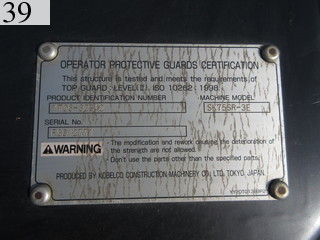 39
OPERATOR PROTECTIVE GUARDS CERTIFICATION
This structure is tested and meets the requirements of
TOP GUARD LEVEL(2), ISO 10262 : 1998.
PRODUCT IDENTIFICATION NUMBER
MACHINE MODEL
SK75SR-3E
SERIAL No.
WARNING
- The modification and rework causing the deterioration of
the strength are not allowed.
- Don't use the parts other than the specific parts.
PRODUCED BY KOBELCO CONSTRUCTION MACHINERY CO., LTD. TOKYO, JAPAN.